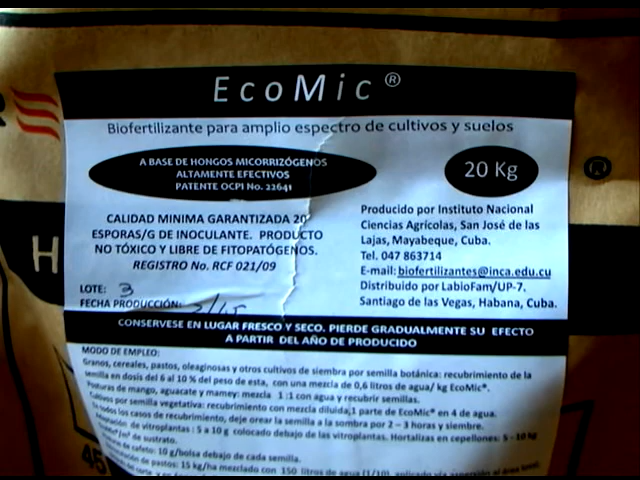 EcoMic®
Biofertilizante para amplio espectro de cultivos y suelos
A BASE DE HONGOS MICORRIZÓGENOS
ALTAMENTE EFECTIVOS
PATENTE OCPI No. 22641
20 Kg
CALIDAD MINIMA GARANTIZADA 20
ESPORAS/G DE INOCULANTE. PRODUCTO
NO TÓXICO Y LIBRE DE FITOPATÓGENOS.
REGISTRO No. RCF 021/09
LOTE: 3
FECHA PRODUCCIÓN:
Producido por Instituto Nacional
Ciencias Agrícolas, San José de las
Lajas, Mayabeque, Cuba.
Tel. 047 863714
E-mail: biofertilizantes@inca.edu.cu
Distribuido por LabioFam/UP-7.
Santiago de las Vegas, Habana, Cuba.
CONSERVESE EN LUGAR FRESCO Y SECO. PIERDE GRADUALMENTE SU EFECTO
A PARTIR DEL AÑO DE PRODUCIDO
MODO DE EMPLEO:
Granos, cereales, pastos, oleaginosas y otros cultivos de siembra por semilla botánica: recubrimiento de la
semilla en dosis del 6 al 10 % del peso de esta, con una mezcla de 0,6 litros de agua/ kg EcoMic®.
Posturas de mango, aguacate y mamey: mezcla 1 :1 con agua y recubrir semillas.
Cultivos por semilla vegetativa: recubrimiento con mezcla diluida,1 parte de EcoMic® en 4 de agua.
todos los casos de recubrimiento, deje orear la semilla a la sombra por 2 – 3 horas y siembre.
de vitroplantas : 5 a 10 g colocado debajo de las vitroplantas. Hortalizas en cepellones: 5 - 10 kg
de sustrato.
de cafeto: 10 g/bolsa debajo de cada semilla.
de pastos: 15 kg/ha mezclado con 150 litros de agua (1/10)
H
®
45